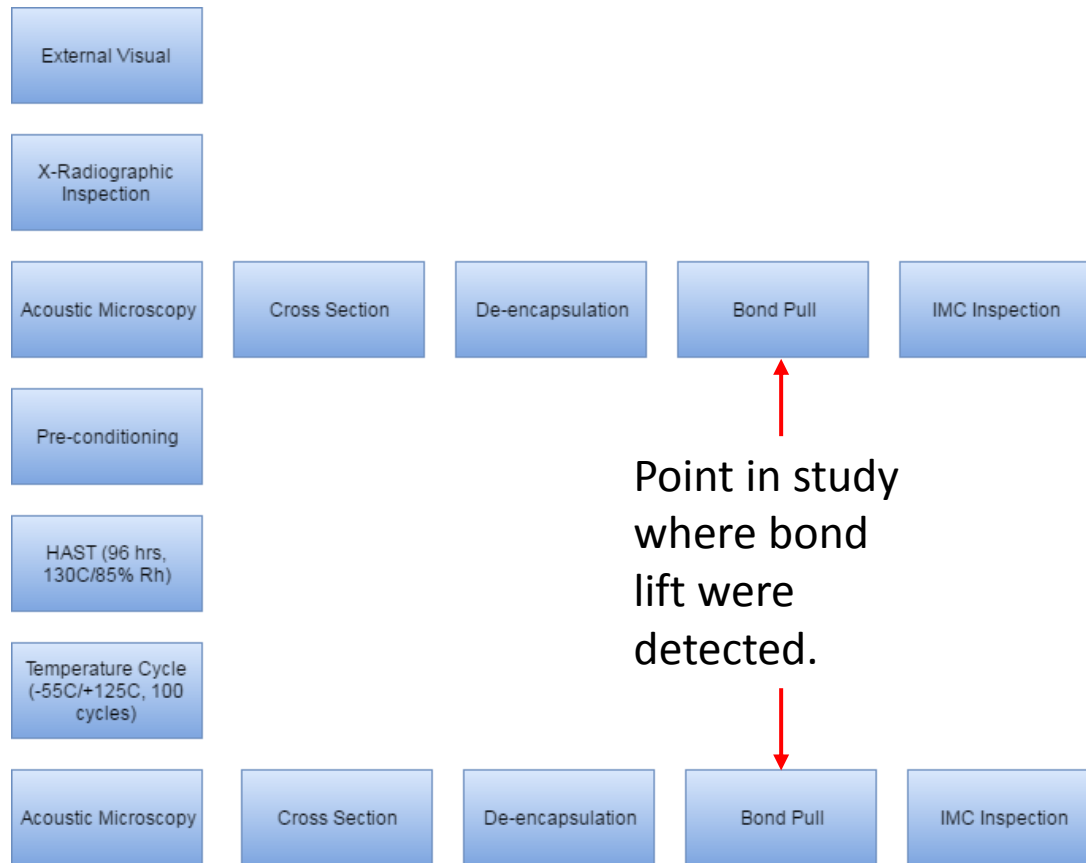 External Visual
X-Radiographic
Inspection
Acoustic Microscopy
Cross Section
De-encapsulation
Bond Pull
IMC Inspection
Pre-conditioning
HAST (96 hrs,
130C/85% Rh)
Temperature Cycle
(-55C/+125C, 100
cycles)
Point in study
where bond
lift were
detected.
Acoustic Microscopy
Cross Section
De-encapsulation
Bond Pull
IMC Inspection